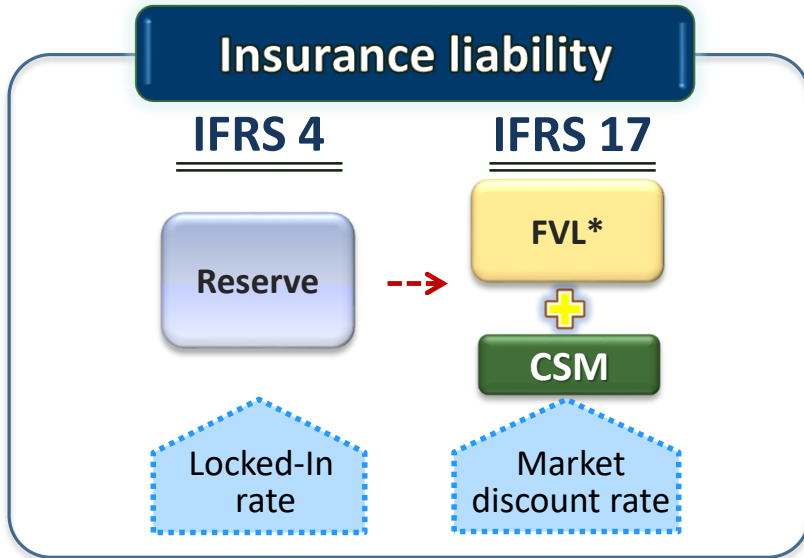 Insurance liability
IFRS 4
IFRS 17
Reserve
FVL*
CSM
Locked-In
rate
Market
discount rate